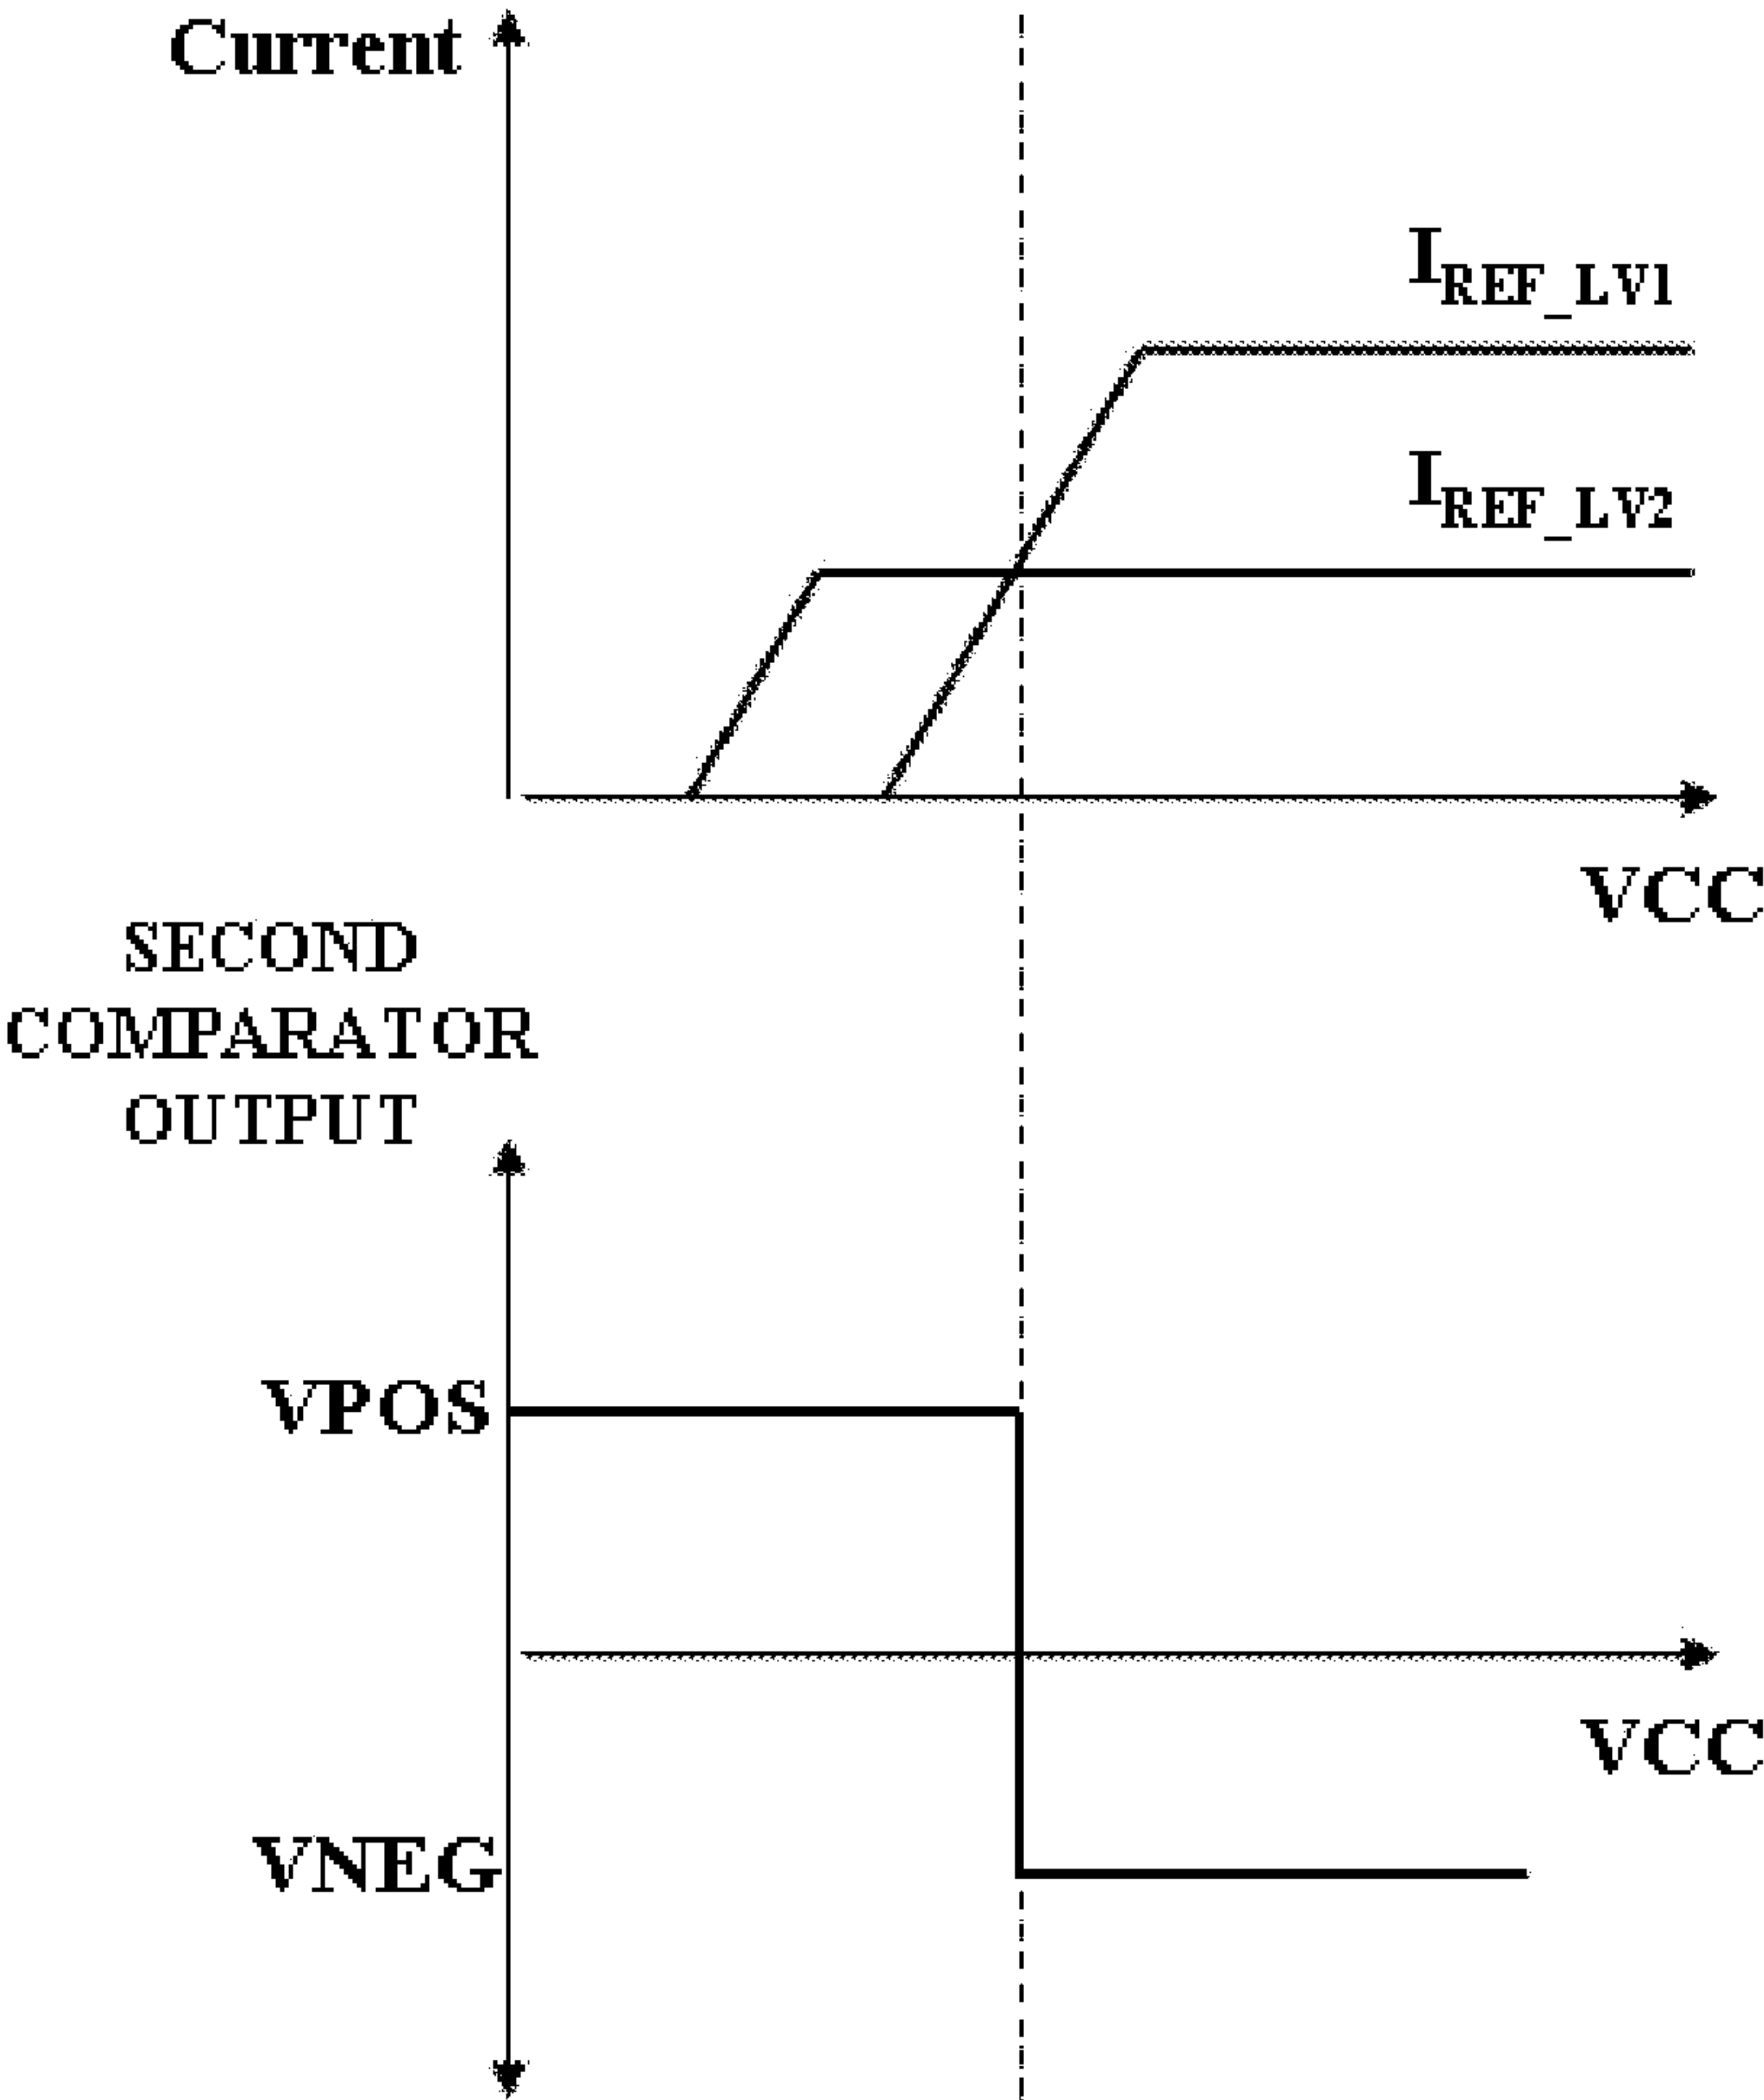 Current
IREF_LV1
IREF_LV2
VCC
SECOND
COMPARATOR
OUTPUT
VPOS
VCC
VNEG